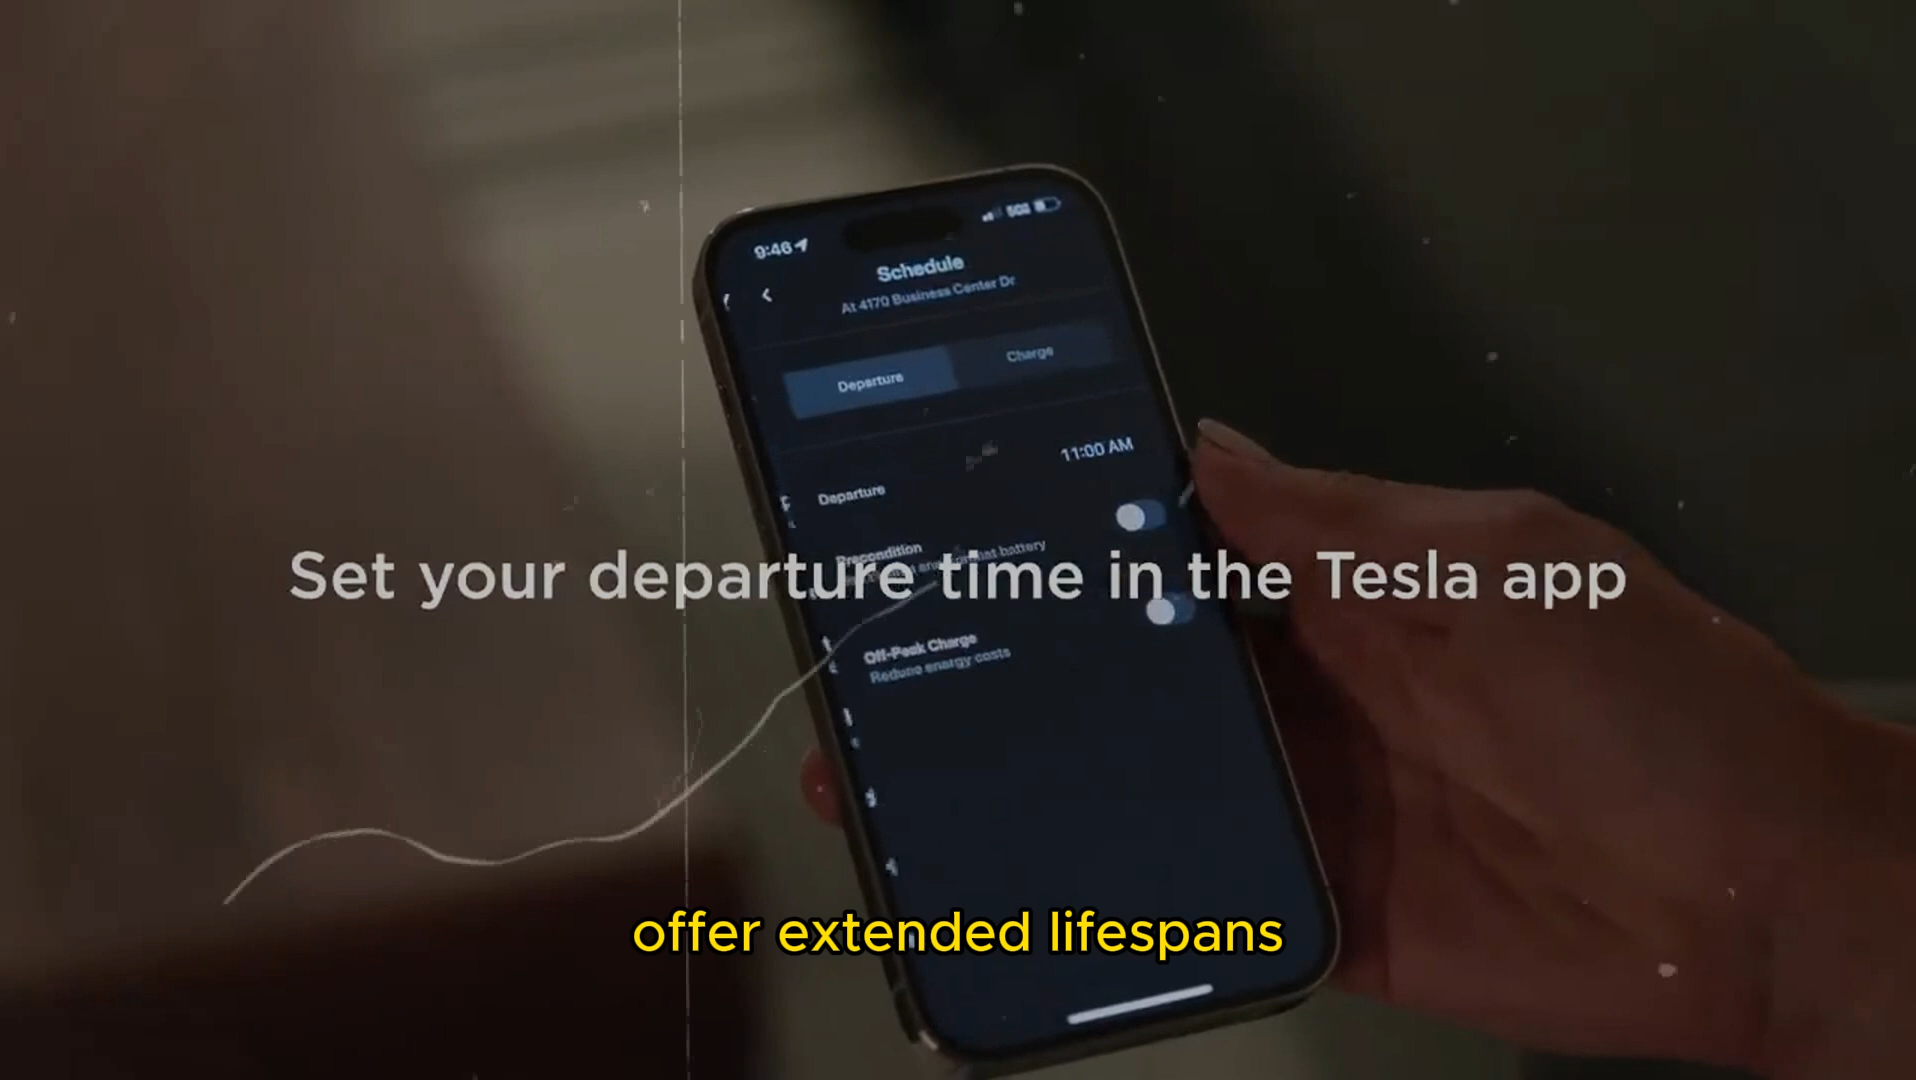 9:46
SOS
Schedule
At 4170 Business Center Dr
Departure
Charge
11:00 AM
Departure
Precondition
battery
Set your departure time in the Tesla app
Off-Peak Charge
Reduce energy costs
offer extended lifespans